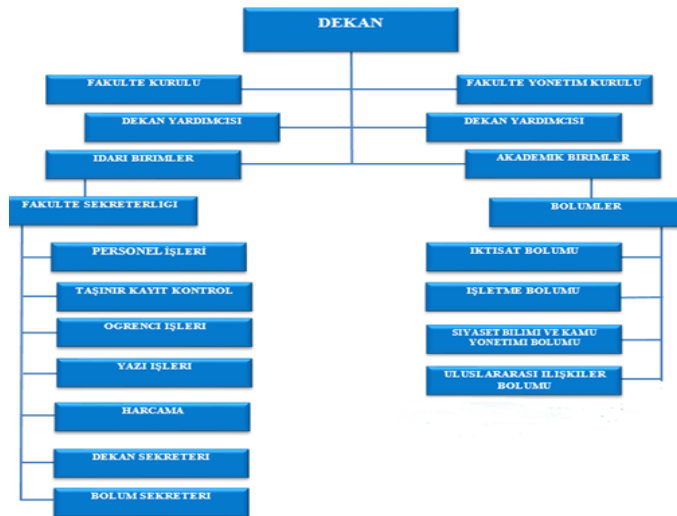 DEKAN
FAKULTE KURULU
FAKULTE YONETIM KURULU
DEKAN YARDIMCISI
DEKAN YARDIMCISI
IDARI BIRIMLER
AKADEMIK BIRIMLER
FAKULTE SEKRETERLIGI
BOLUMLER
PERSONEL İŞLERİ
IKTISAT BOLUMU
TAŞINIR KAYIT KONTROL
IŞLETME BOLUMU
OGRENCI IŞLERI
SIYASET BILIMI VE KAMU
YONETIMI BOLUMU
YAZI IŞLERI
ULUSLARARASI ILIŞKILER
BOLUMU
HARCAMA
DEKAN SEKRETERI
BOLUM SEKRETERI